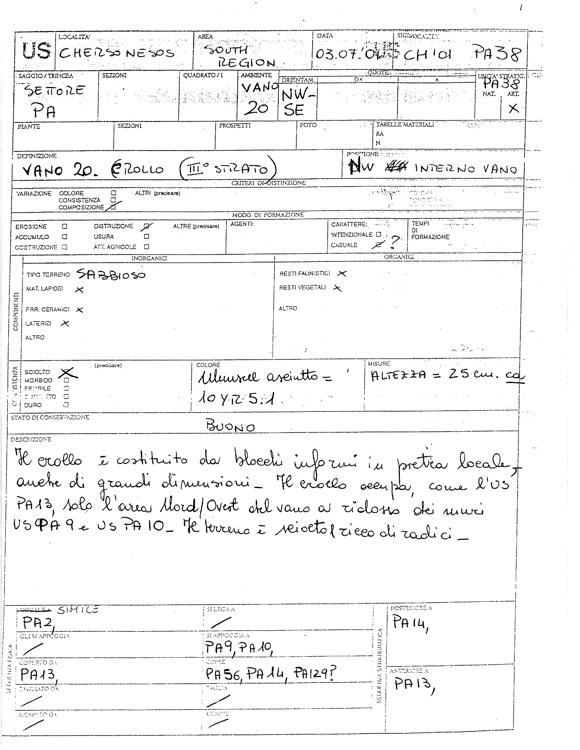 US LOCALITA' AREA DATA
CHERSONESOS SOUTH REGION 03.07.01 CH'01 PA38
SAGGIO/TRINCEA SEZIONI QUADRATO/I AMBIENTE ORIENTAM. QUOTE DA A UNITA' STRATIG.
SETTORE PA VANO 20 NW-SE PA38
NAT. ART.
X
PIANTE SEZIONI PROSPETTI FOTO TABELLE MATERIALI
RA
N
DEFINIZIONE POSIZIONE
VANO 20. CROLLO (III° STRATO) NW INTERNO VANO
CRITERI DI DISTINZIONE
VARIAZIONE COLORE ALTRI (precisare)
CONSISTENZA
COMPOSIZIONE
MODO DI FORMAZIONE
EROSIONE DISTRUZIONE ALTRE (precisare) AGENTE: CARATTERE: TEMPI DI FORMAZIONE
ACCUMULO USURA INTENZIONALE
COSTRUZIONE ATT. AGRICOLE CASUALE ?
INORGANICI ORGANICI
COMPONENTI
TIPO TERRENO SABBIOSO RESTI FAUNISTICI X
MAT. LAPIDEI X RESTI VEGETALI X
FRR. CERAMICI X ALTRO
LATERIZI X
ALTRO
CONSISTENZA
SCIOLTO X (precisare) COLORE MISURE
MORBIDO Munsell asciutto = ALTEZZA = 25 cm. ca
FRIABILE 10 YR 5.1
COMPATTO
DURO
STATO DI CONSERVAZIONE
BUONO
DESCRIZIONE
Il crollo è costituito da blocchi informi in pietra locale,
anche di grandi dimensioni - Il crollo occupa, come l'US
PA13, solo l'area Nord/Ovest del vano a ridosso dei muri
US PA9 e US PA10 - Il terreno è sciolto, ricco di radici -
SIMILE SI LEGA A POSTERIORE A
PA2, / PA14,
GLI SI APPOGGIA SI APPOGGIA A
/ PA9, PA10,
COPERTO DA COPRE ANTERIORE A
PA13, PA56, PA14, PA129? PA13,
TAGLIATO DA TAGLIA
/ /
RIEMPITO DA RIEMPIE
/ /
SEQUENZA STRATIGRAFICA